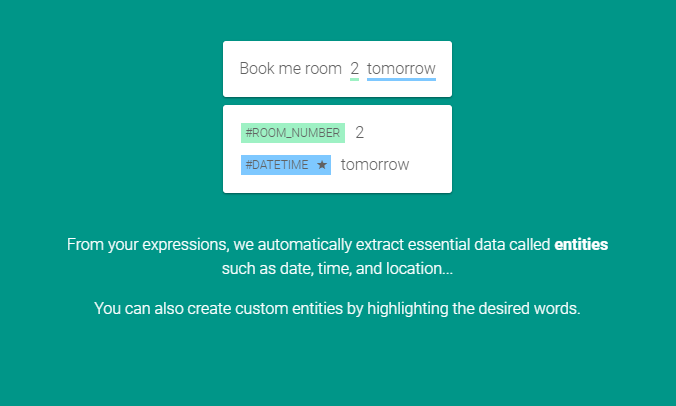 Book me room 2 tomorrow
#ROOM_NUMBER 2
#DATETIME ★ tomorrow
From your expressions, we automatically extract essential data called entities
such as date, time, and location...
You can also create custom entities by highlighting the desired words.